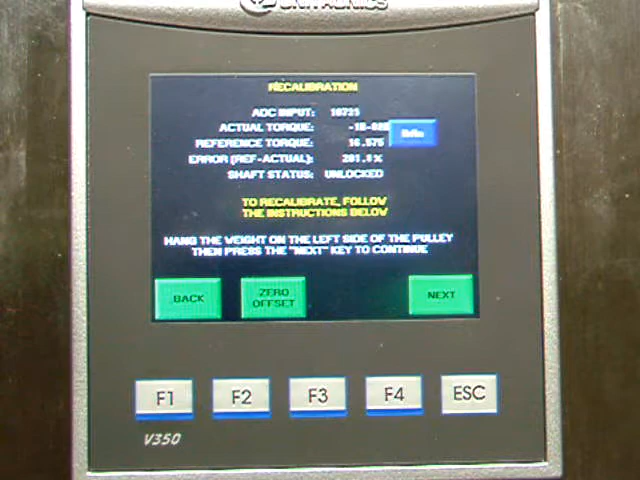 UNITRONICS
RECALIBRATION
ADC INPUT:
ACTUAL TORQUE:
REFERENCE TORQUE: 16.575
ERROR (REF-ACTUAL):
SHAFT STATUS: UNLOCKED
TO RECALIBRATE, FOLLOW
THE INSTRUCTIONS BELOW
HANG THE WEIGHT ON THE LEFT SIDE OF THE PULLEY
THEN PRESS THE "NEXT" KEY TO CONTINUE
BACK
ZERO
OFFSET
NEXT
F1 F2 F3 F4 ESC
V350